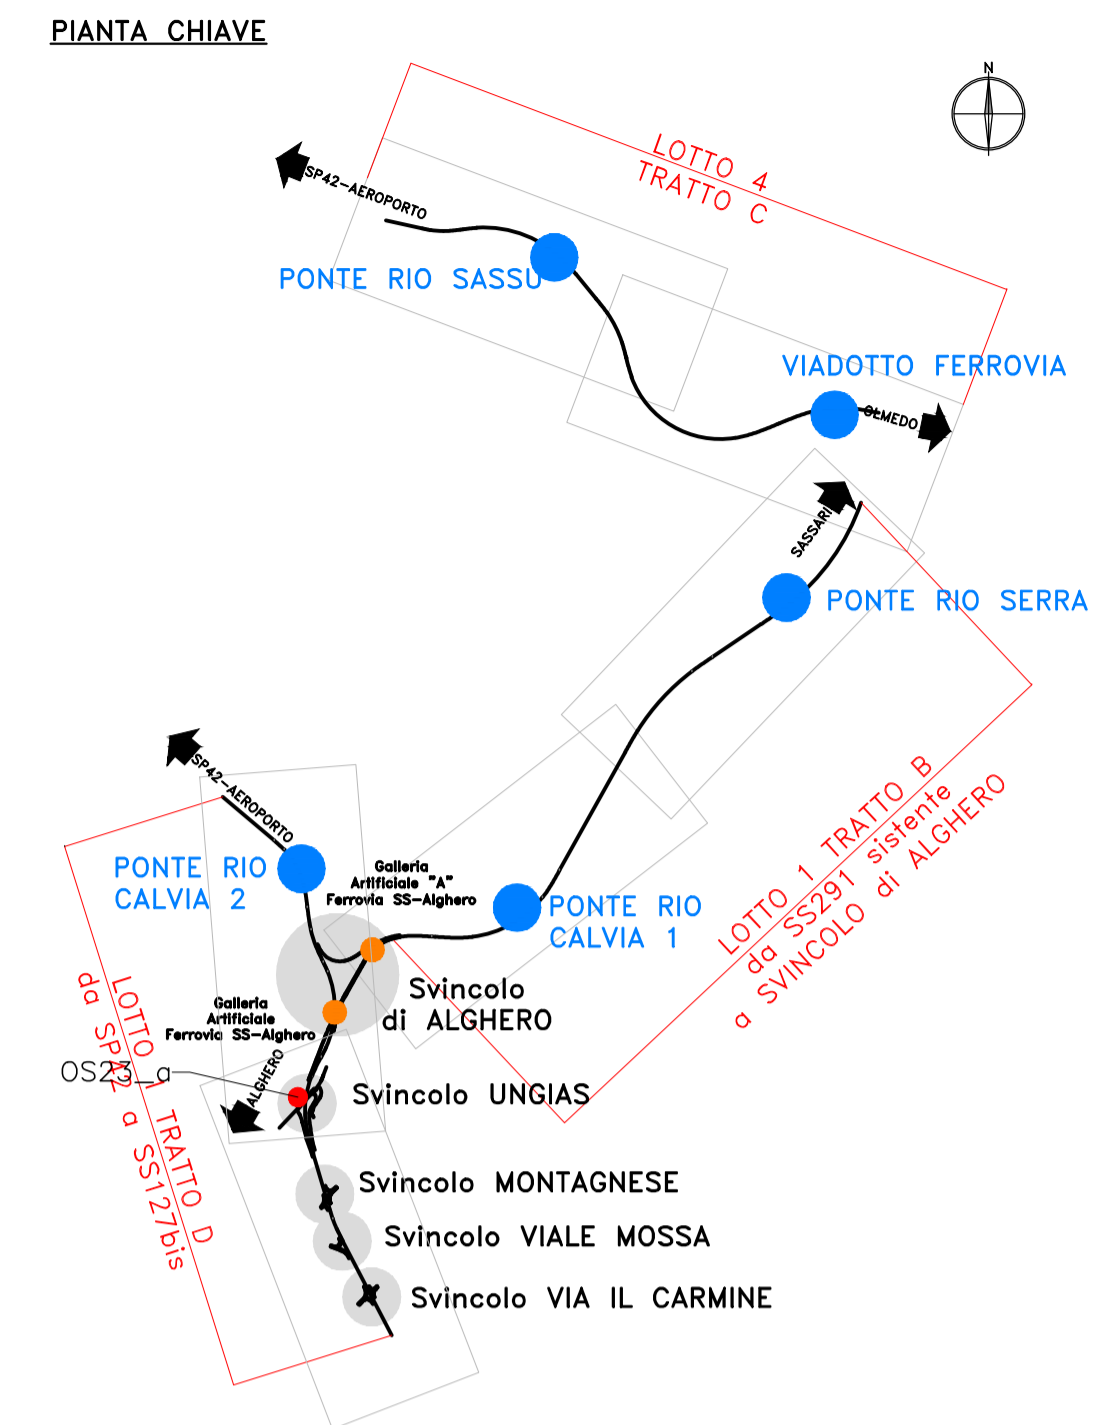 PIANTA CHIAVE
N
LOTTO 4
TRATTO C
SP42-AEROPORTO
PONTE RIO SASSU
VIADOTTO FERROVIA
OLMEDO
SASSARI
PONTE RIO SERRA
SP42-AEROPORTO
LOTTO 1 TRATTO B
da SS291 sistente
a SVINCOLO di ALGHERO
PONTE RIO
CALVIA 2
Galleria
Artificiale "A"
Ferrovia SS-Alghero
PONTE RIO
CALVIA 1
Svincolo
di ALGHERO
Galleria
Artificiale
Ferrovia SS-Alghero
LOTTO 1 TRATTO D
da SP42 a SS127bis
OS23_a
ALGHERO
Svincolo UNGIAS
Svincolo MONTAGNESE
Svincolo VIALE MOSSA
Svincolo VIA IL CARMINE